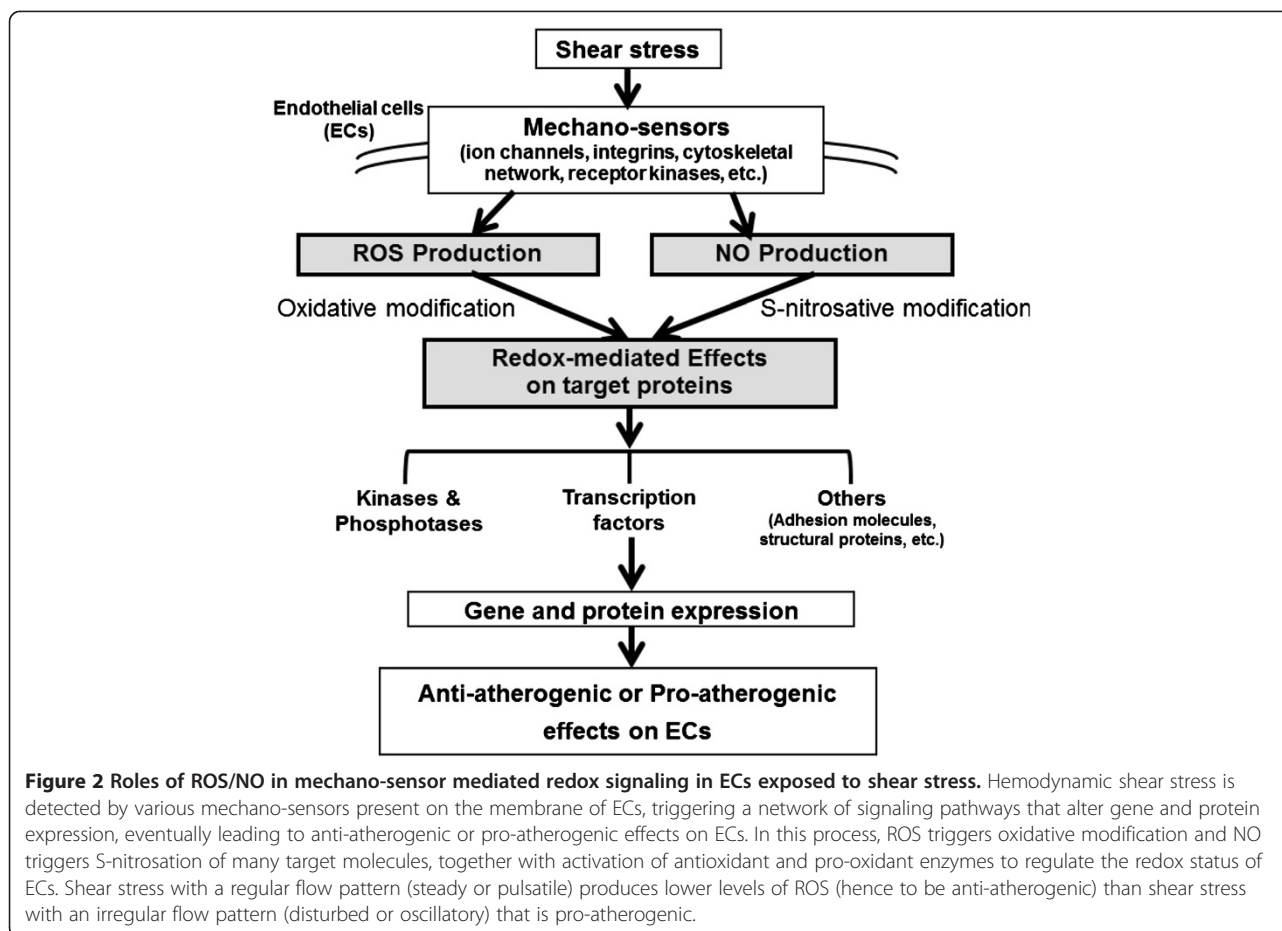 Shear stress
Endothelial cells
(ECs)
Mechano-sensors
(ion channels, integrins, cytoskeletal
network, receptor kinases, etc.)
ROS Production
NO Production
Oxidative modification
S-nitrosative modification
Redox-mediated Effects
on target proteins
Kinases &
Phosphotases
Transcription
factors
Others
(Adhesion molecules,
structural proteins, etc.)
Gene and protein expression
Anti-atherogenic or Pro-atherogenic
effects on ECs
Figure 2 Roles of ROS/NO in mechano-sensor mediated redox signaling in ECs exposed to shear stress. Hemodynamic shear stress is
detected by various mechano-sensors present on the membrane of ECs, triggering a network of signaling pathways that alter gene and protein
expression, eventually leading to anti-atherogenic or pro-atherogenic effects on ECs. In this process, ROS triggers oxidative modification and NO
triggers S-nitrosation of many target molecules, together with activation of antioxidant and pro-oxidant enzymes to regulate the redox status of
ECs. Shear stress with a regular flow pattern (steady or pulsatile) produces lower levels of ROS (hence to be anti-atherogenic) than shear stress
with an irregular flow pattern (disturbed or oscillatory) that is pro-atherogenic.